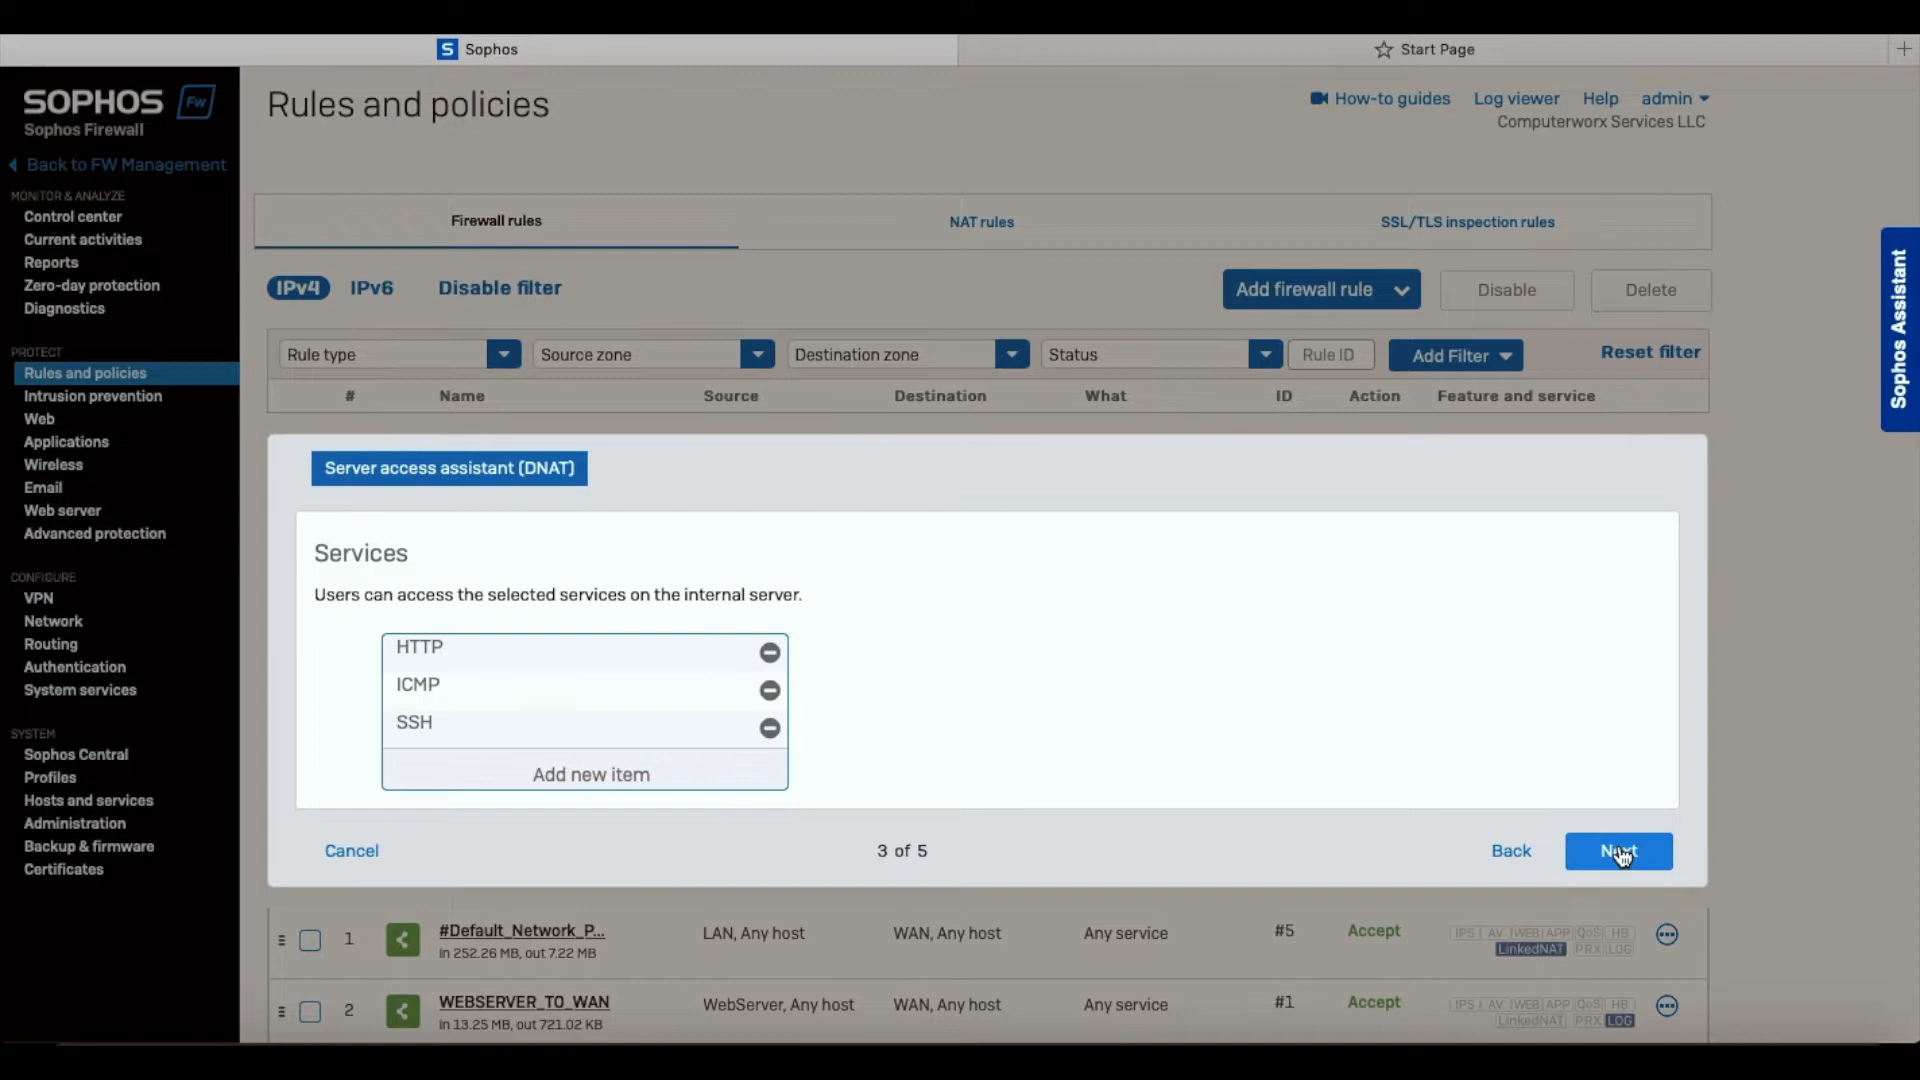 S Sophos
Start Page
SOPHOS Fw
Sophos Firewall
Back to FW Management
MONITOR & ANALYZE
Control center
Current activities
Reports
Zero-day protection
Diagnostics
PROTECT
Rules and policies
Intrusion prevention
Web
Applications
Wireless
Email
Web server
Advanced protection
CONFIGURE
VPN
Network
Routing
Authentication
System services
SYSTEM
Sophos Central
Profiles
Hosts and services
Administration
Backup & firmware
Certificates
Rules and policies
How-to guides Log viewer Help admin
Computerworx Services LLC
Firewall rules NAT rules SSL/TLS inspection rules
IPv4 IPv6 Disable filter Add firewall rule Disable Delete
Rule type Source zone Destination zone Status Rule ID Add Filter Reset filter
# Name Source Destination What ID Action Feature and service
Server access assistant (DNAT)
Services
Users can access the selected services on the internal server.
HTTP
ICMP
SSH
Add new item
Cancel 3 of 5 Back Next
1 #Default_Network_P... LAN, Any host WAN, Any host Any service #5 Accept IPS AV WEB APP QoS HB
in 252.26 MB, out 7.22 MB LinkedNAT PRX LOG
2 WEBSERVER_TO_WAN WebServer, Any host WAN, Any host Any service #1 Accept IPS AV WEB APP QoS HB
in 13.25 MB, out 721.02 KB LinkedNAT PRX LOG
Sophos Assistant